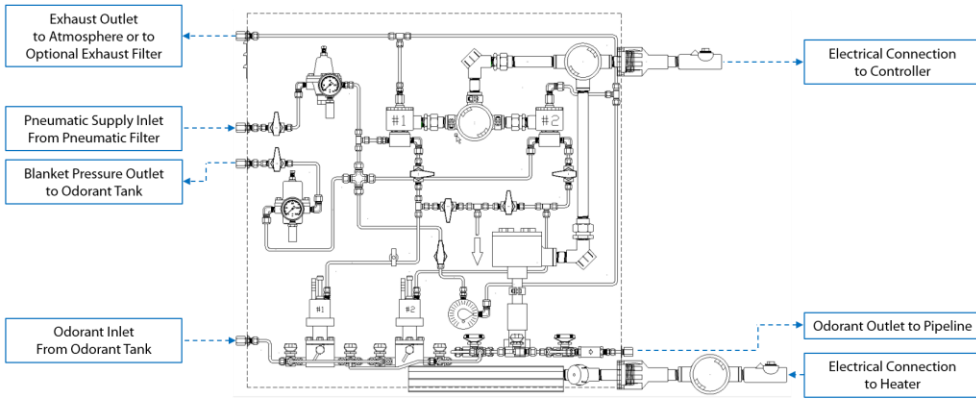 Exhaust Outlet
to Atmosphere or to
Optional Exhaust Filter
Electrical Connection
to Controller
Pneumatic Supply Inlet
From Pneumatic Filter
#1
#2
Blanket Pressure Outlet
to Odorant Tank
#1
#2
Odorant Inlet
From Odorant Tank
Odorant Outlet to Pipeline
Electrical Connection
to Heater